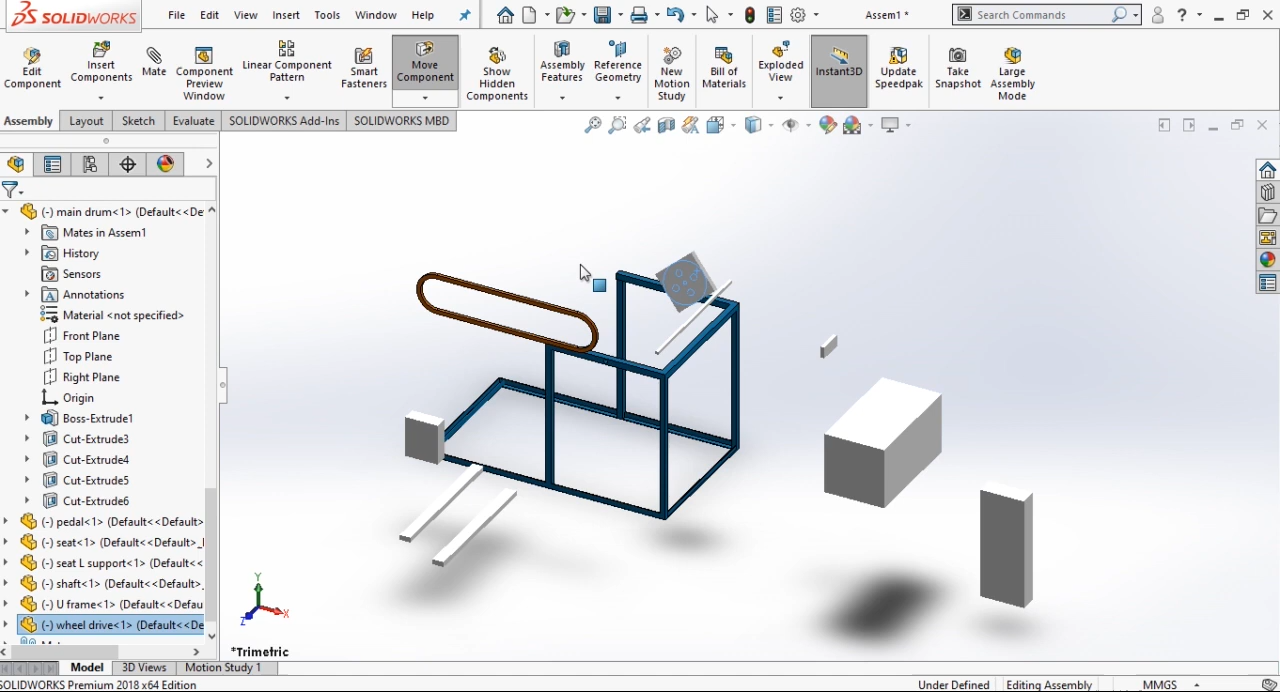 SOLIDWORKS
File Edit View Insert Tools Window Help
Assem1 *
Search Commands
?
Edit Component
Insert Components
Mate
Component Preview Window
Linear Component Pattern
Smart Fasteners
Move Component
Show Hidden Components
Assembly Features
Reference Geometry
New Motion Study
Bill of Materials
Exploded View
Instant3D
Update Speedpak
Take Snapshot
Large Assembly Mode
Assembly Layout Sketch Evaluate SOLIDWORKS Add-Ins SOLIDWORKS MBD
(-) main drum<1> (Default<<De
Mates in Assem1
History
Sensors
Annotations
Material <not specified>
Front Plane
Top Plane
Right Plane
Origin
Boss-Extrude1
Cut-Extrude3
Cut-Extrude4
Cut-Extrude5
Cut-Extrude6
(-) pedal<1> (Default<<Default>
(-) seat<1> (Default<<Default>_
(-) seat L support<1> (Default<<
(-) shaft<1> (Default<<Default>_
(-) U frame<1> (Default<<Defau
(-) wheel drive<1> (Default<<De
Y
X
Z
*Trimetric
Model 3D Views Motion Study 1
SOLIDWORKS Premium 2018 x64 Edition
Under Defined Editing Assembly MMGS